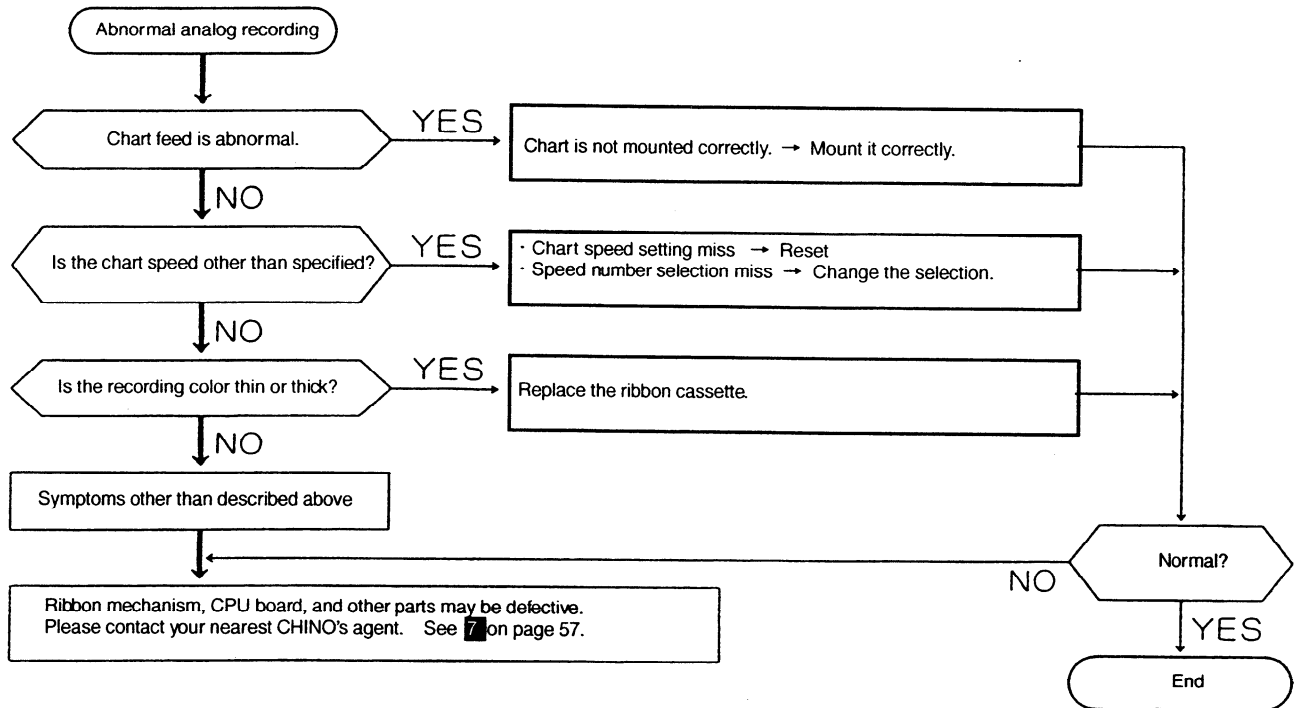 Abnormal analog recording
Chart feed is abnormal.
YES
Chart is not mounted correctly. → Mount it correctly.
NO
Is the chart speed other than specified?
YES
- Chart speed setting miss → Reset
- Speed number selection miss → Change the selection.
NO
Is the recording color thin or thick?
YES
Replace the ribbon cassette.
NO
Symptoms other than described above
Normal?
NO
Ribbon mechanism, CPU board, and other parts may be defective.
Please contact your nearest CHINO's agent. See 7 on page 57.
YES
End